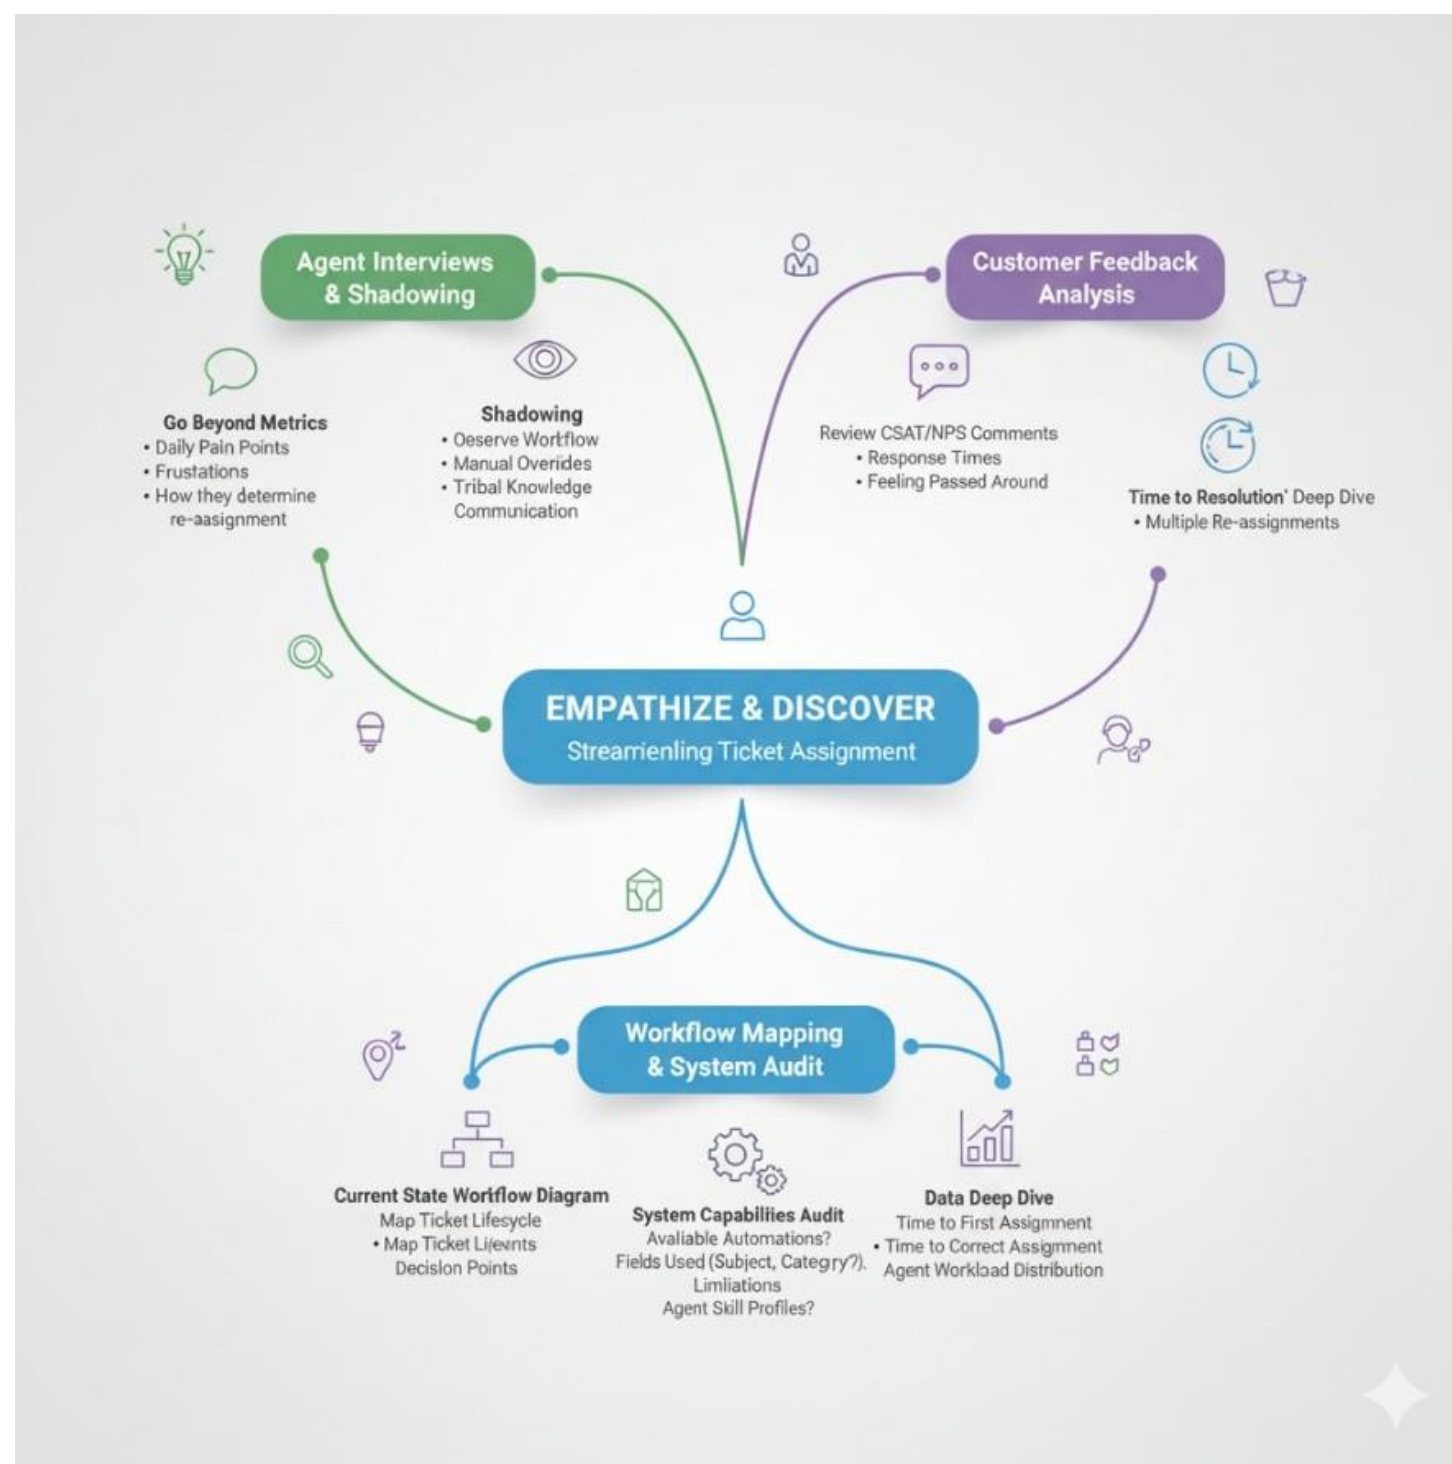 Agent Interviews
& Shadowing
Customer Feedback
Analysis
Go Beyond Metrics
• Daily Pain Points
• Frustations
• How they determine
re-aasignment
Shadowing
• Oeserve Workflow
• Manual Overides
• Tribal Knowledge
Communication
Review CSAT/NPS Comments
• Response Times
• Feeling Passed Around
Time to Resolution' Deep Dive
• Multiple Re-assignments
EMPATHIZE & DISCOVER
Ticket Assignment
Workflow Mapping
& System Audit
Current State Workflow Diagram
Map Ticket Lifesycle
• Map Ticket
Decision Points
System Capabilities Audit
Avaliable Automations?
Fields Used (Subject, Categry?).
Limliations
Agent Skill Profiles?
Data Deep Dive
Time to First Assignment
• Time to Correct Assignment
Agent Workload Distribution